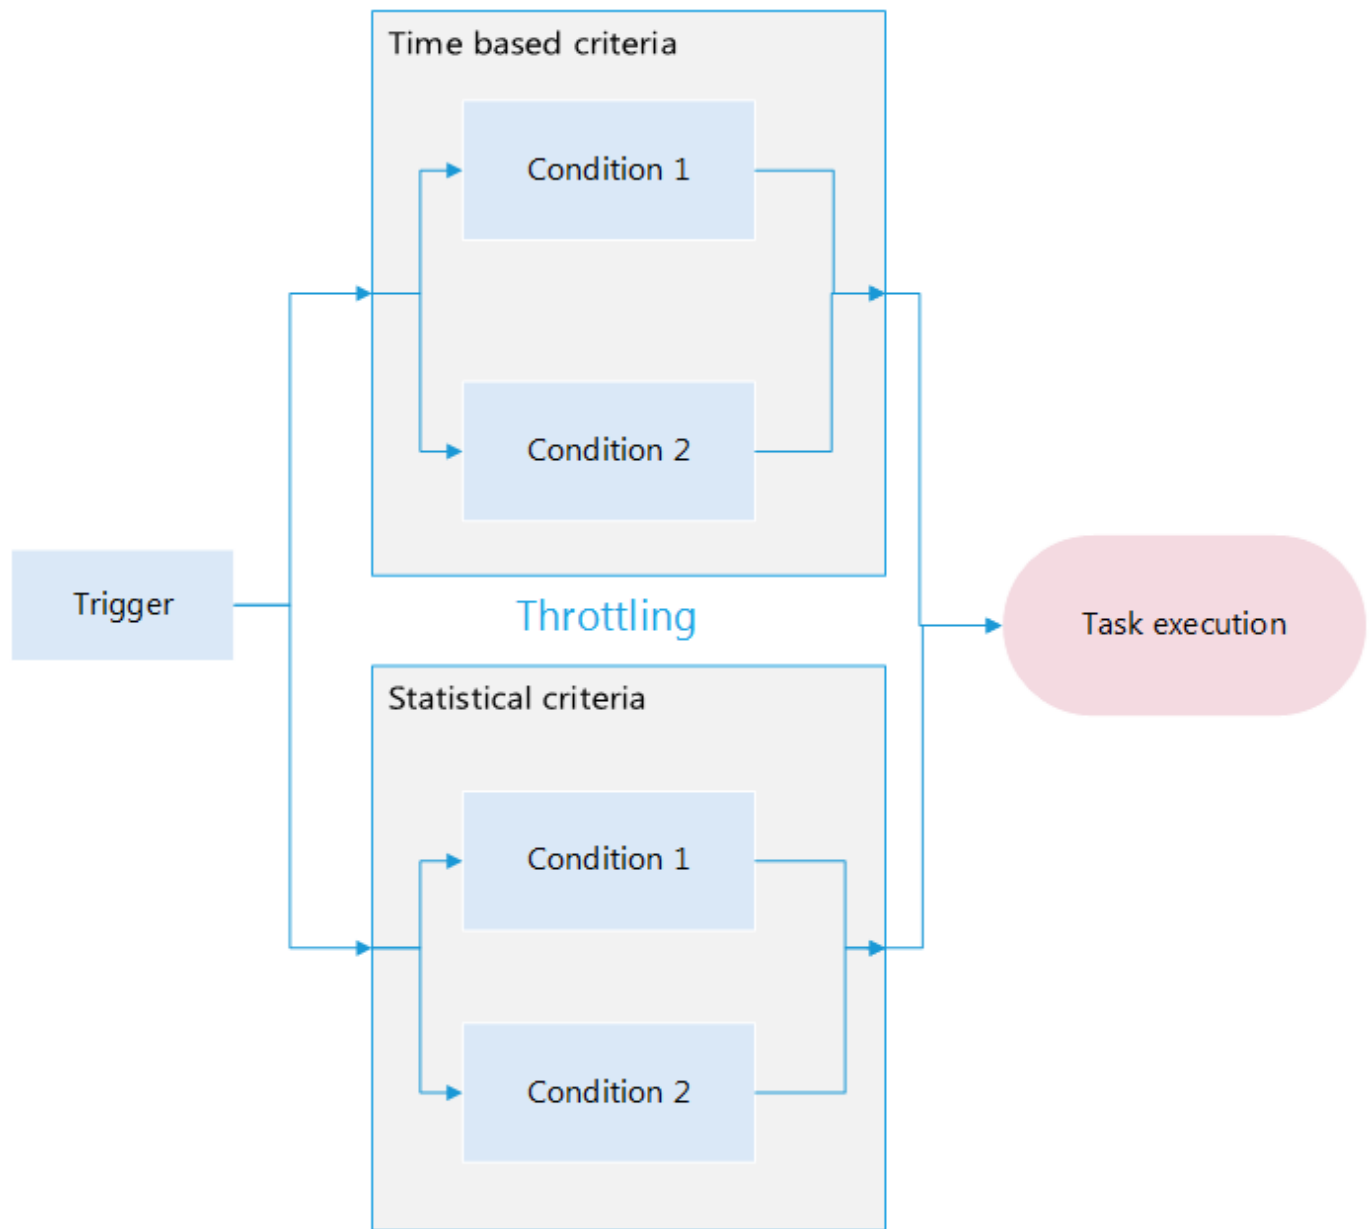 Time based criteria
Condition 1
Condition 2
Trigger
Throttling
Task execution
Statistical criteria
Condition 1
Condition 2